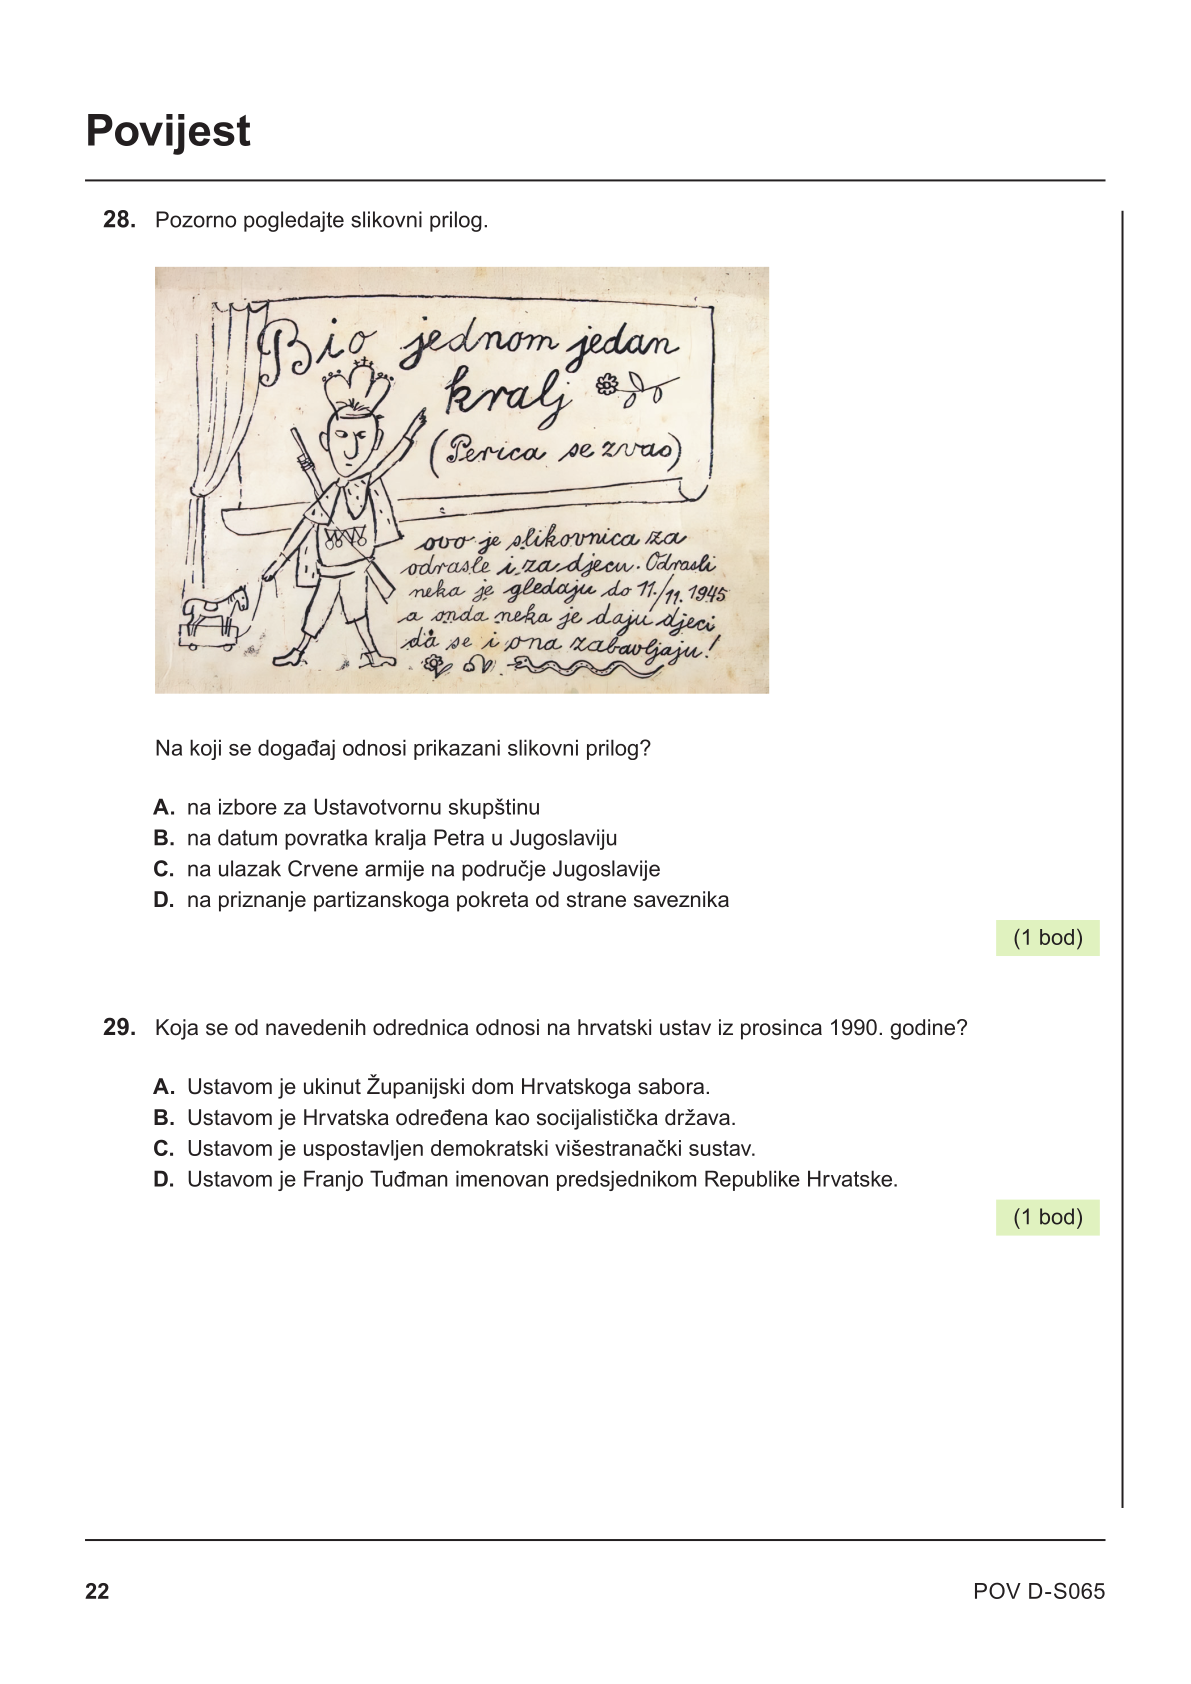 Povijest
28. Pozorno pogledajte slikovni prilog.
Bio jednom jedan
kralj
(Perica se zvao)
ovo je slikovnica za
odrasle i za djecu. Odrasli
neka je gledaju do 11./11. 1945
a onda neka je daju djeci
da se i ona zabavljaju!
Na koji se događaj odnosi prikazani slikovni prilog?
A. na izbore za Ustavotvornu skupštinu
B. na datum povratka kralja Petra u Jugoslaviju
C. na ulazak Crvene armije na područje Jugoslavije
D. na priznanje partizanskoga pokreta od strane saveznika
(1 bod)
29. Koja se od navedenih odrednica odnosi na hrvatski ustav iz prosinca 1990. godine?
A. Ustavom je ukinut Županijski dom Hrvatskoga sabora.
B. Ustavom je Hrvatska određena kao socijalistička država.
C. Ustavom je uspostavljen demokratski višestranački sustav.
D. Ustavom je Franjo Tuđman imenovan predsjednikom Republike Hrvatske.
(1 bod)
22
POV D-S065